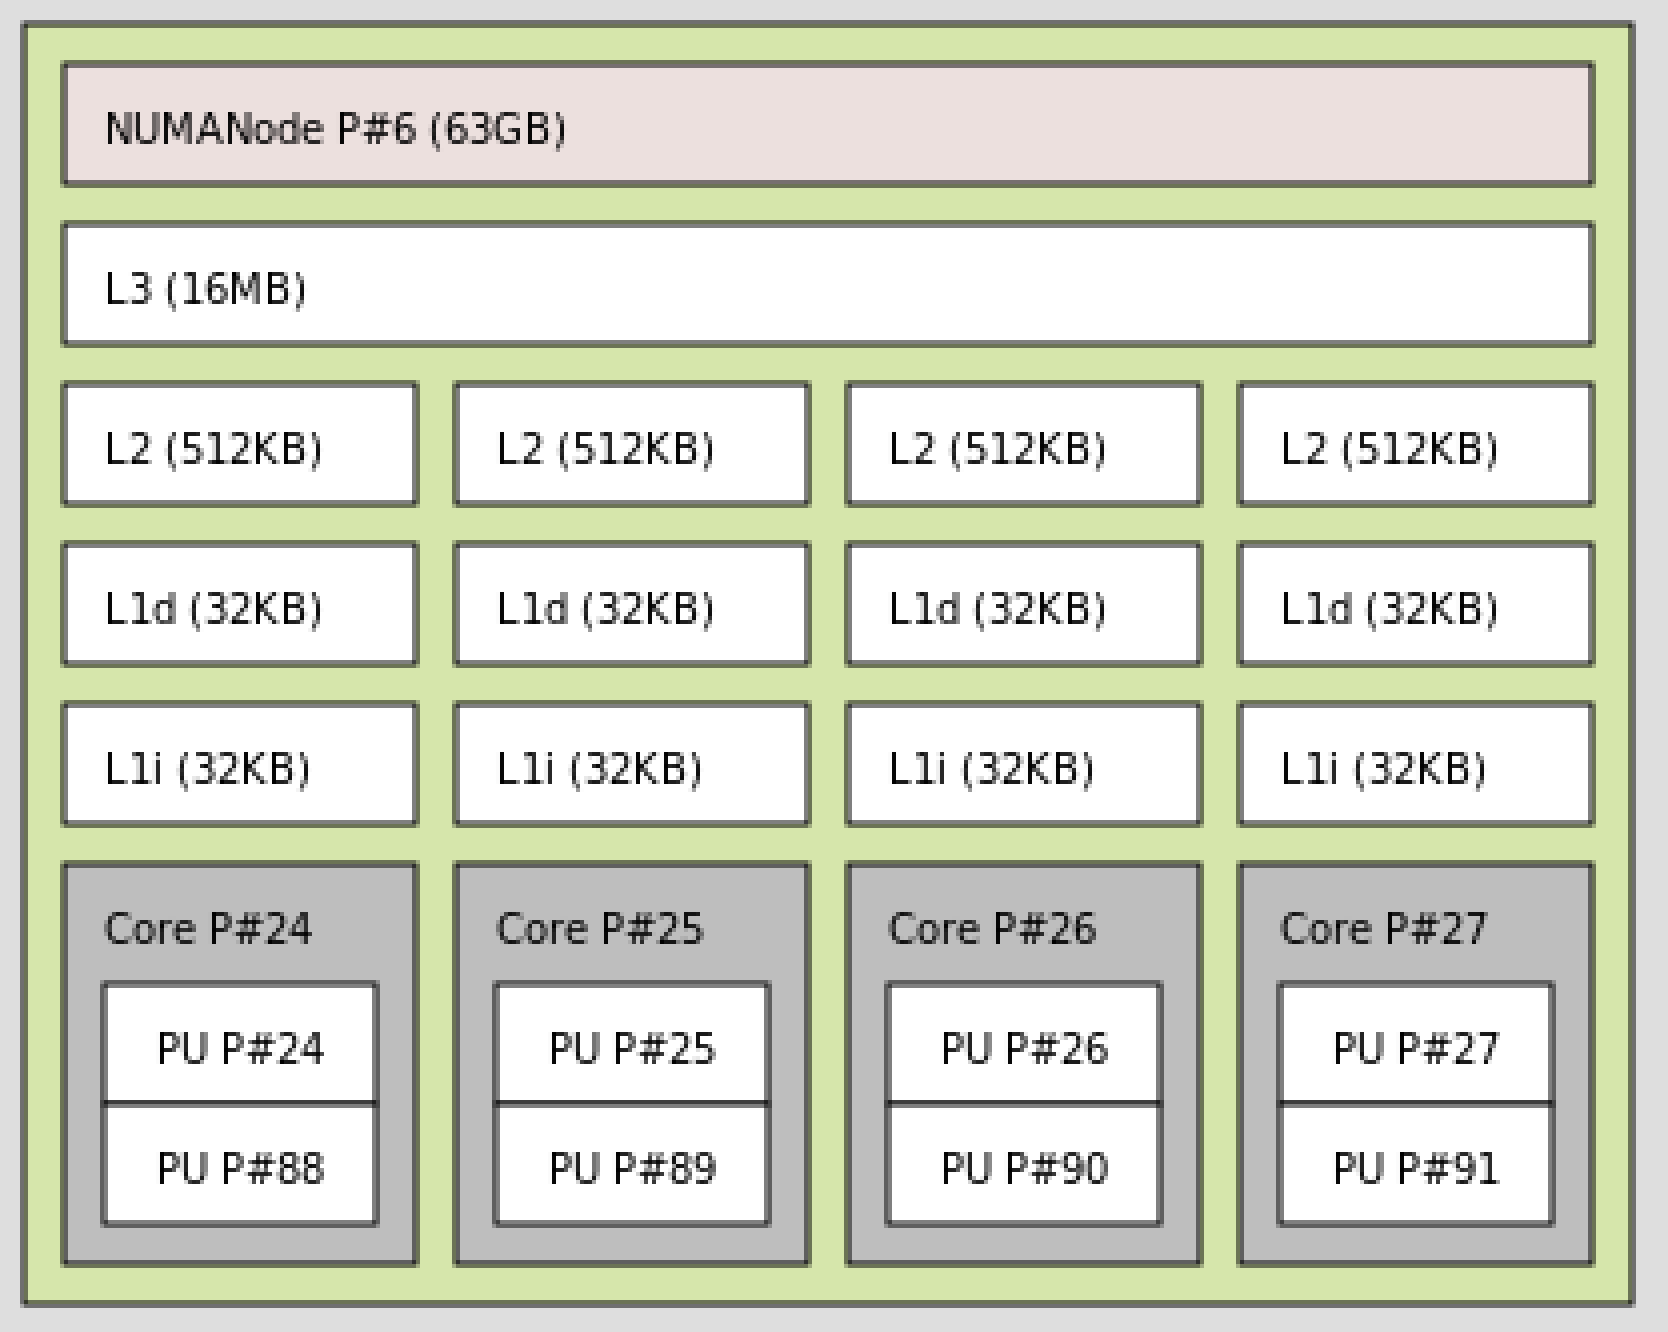 NUMANode P#6 (63GB)
L3 (16MB)
L2 (512KB) L2 (512KB) L2 (512KB) L2 (512KB)
L1d (32KB) L1d (32KB) L1d (32KB) L1d (32KB)
L1i (32KB) L1i (32KB) L1i (32KB) L1i (32KB)
Core P#24 Core P#25 Core P#26 Core P#27
PU P#24 PU P#25 PU P#26 PU P#27
PU P#88 PU P#89 PU P#90 PU P#91